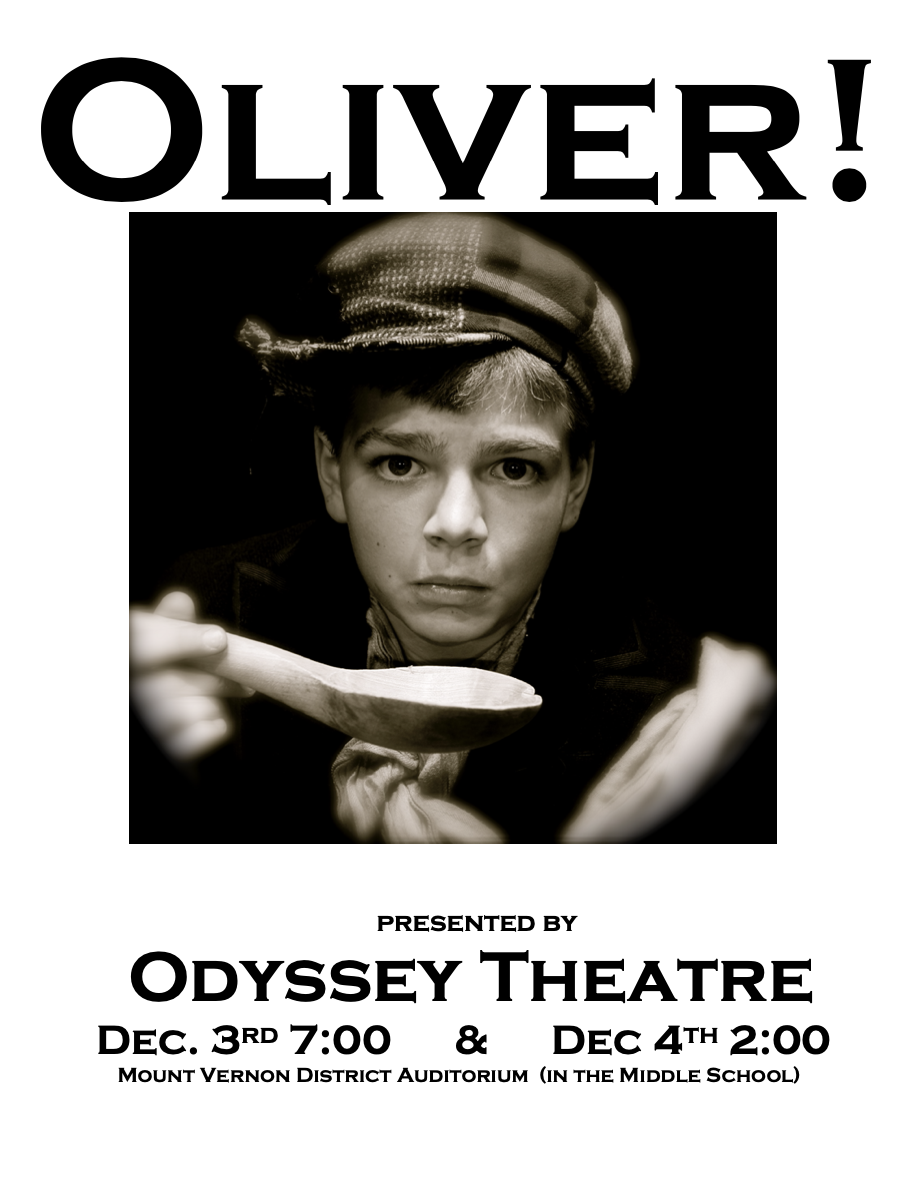 Oliver!
presented by
Odyssey Theatre
Dec. 3rd 7:00 & Dec 4th 2:00
Mount Vernon District Auditorium (in the Middle School)